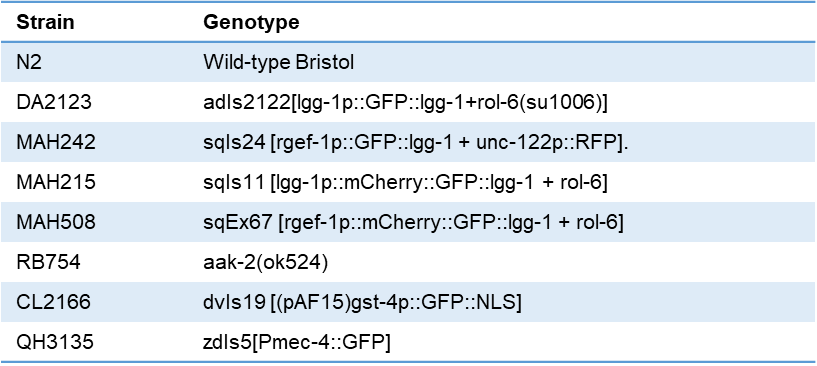 Strain Genotype
N2 Wild-type Bristol
DA2123 adIs2122[lgg-1p::GFP::lgg-1+rol-6(su1006)]
MAH242 sqIs24 [rgef-1p::GFP::lgg-1 + unc-122p::RFP].
MAH215 sqIs11 [lgg-1p::mCherry::GFP::lgg-1 + rol-6]
MAH508 sqEx67 [rgef-1p::mCherry::GFP::lgg-1 + rol-6]
RB754 aak-2(ok524)
CL2166 dvIs19 [(pAF15)gst-4p::GFP::NLS]
QH3135 zdIs5[Pmec-4::GFP]